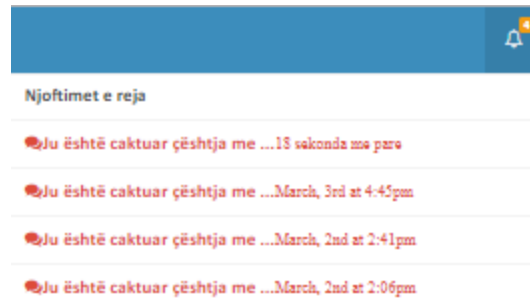 4
Njoftimet e reja
Ju është caktuar çështja me ...18 sekonda me pare
Ju është caktuar çështja me ...March, 3rd at 4:45pm
Ju është caktuar çështja me ...March, 2nd at 2:41pm
Ju është caktuar çështja me ...March, 2nd at 2:06pm